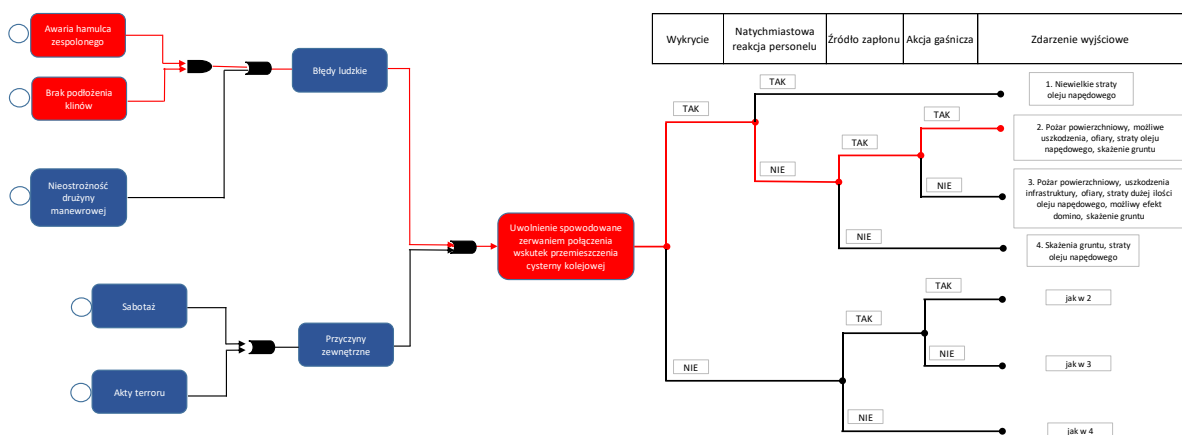 Awaria hamulca
zespolonego
Brak podłożenia
klinów
Nieostrożność
drużyny
manewrowej
Błędy ludzkie
Sabotaż
Akty terroru
Przyczyny
zewnętrzne
Uwolnienie spowodowane
zerwaniem połączenia
wskutek przemieszczenia
cysterny kolejowej
Wykrycie
Natychmiastowa
reakcja personelu
Źródło zapłonu
Akcja gaśnicza
Zdarzenie wyjściowe
TAK
TAK
1. Niewielkie straty
oleju napędowego
NIE
TAK
TAK
2. Pożar powierzchniowy, możliwe
uszkodzenia, ofiary, straty oleju
napędowego, skażenie gruntu
NIE
3. Pożar powierzchniowy, uszkodzenia
infrastruktury, ofiary, straty dużej ilości
oleju napędowego, możliwy efekt
domino, skażenie gruntu
NIE
4. Skażenia gruntu, straty
oleju napędowego
NIE
TAK
TAK
jak w 2
NIE
jak w 3
NIE
jak w 4